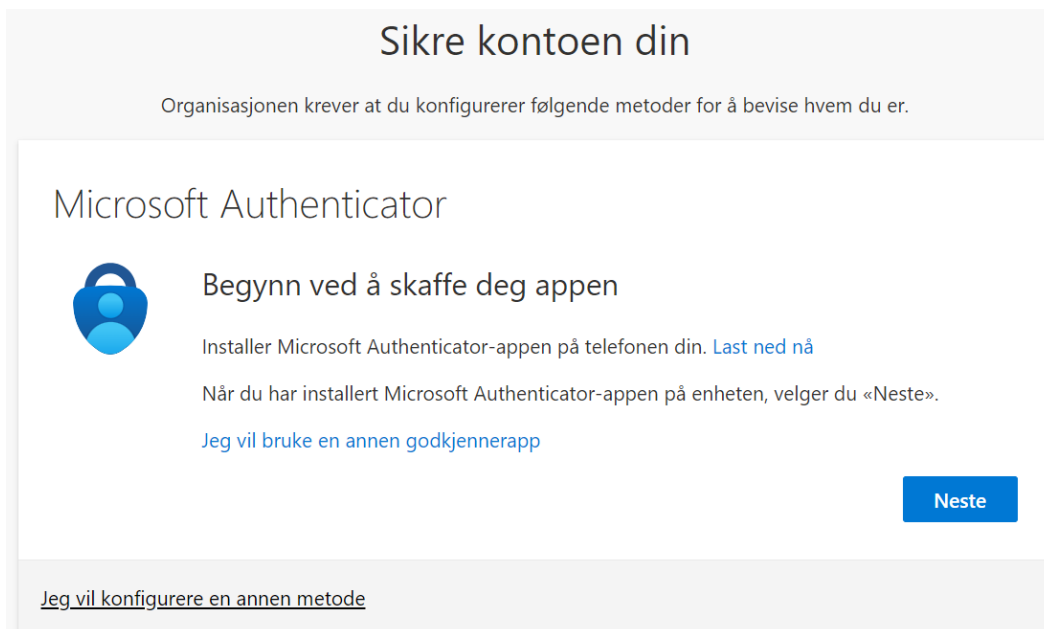 Sikre kontoen din
Organisasjonen krever at du konfigurerer følgende metoder for å bevise hvem du er.
Microsoft Authenticator
Begynn ved å skaffe deg appen
Installer Microsoft Authenticator-appen på telefonen din. Last ned nå
Når du har installert Microsoft Authenticator-appen på enheten, velger du «Neste».
Jeg vil bruke en annen godkjennerapp
Neste
Jeg vil konfigurere en annen metode